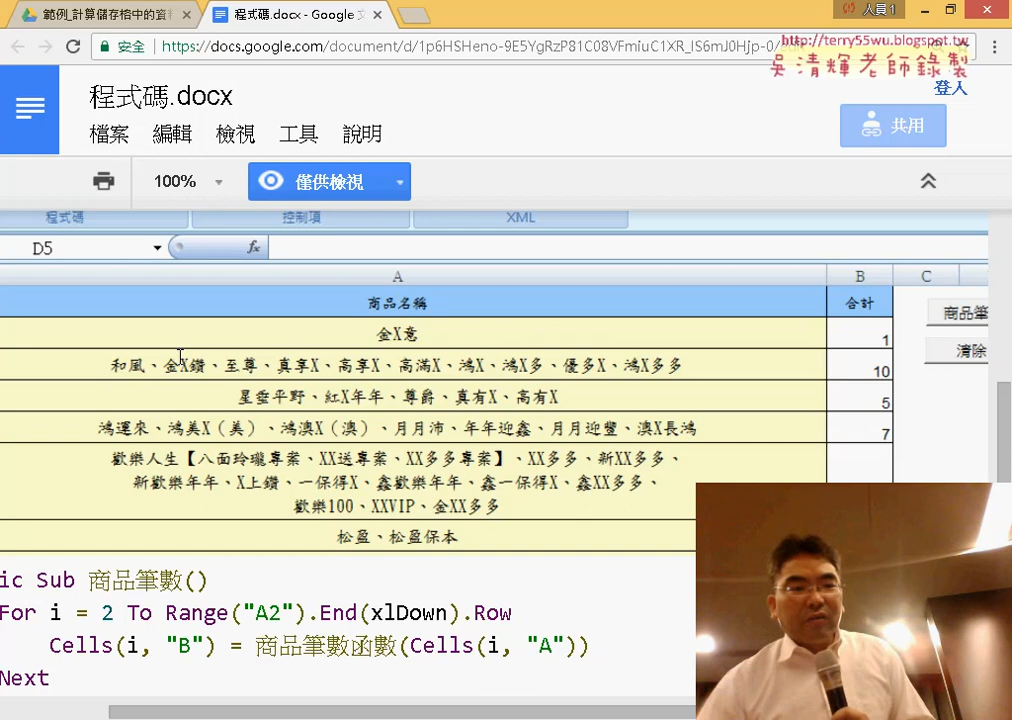 範例_計算儲存格中的資料
程式碼.docx - Google 文
人員 1
安全
https://docs.google.com/document/d/1p6HSHeno-9E5YgRzP81C08VFmiuC1XR_lS6mJ0Hjp-0/
http://terry55wu.blogspot.tw
吳清輝老師錄製
程式碼.docx
登入
檔案 編輯 檢視 工具 說明
共用
100%
僅供檢視
程式碼 控制項 XML
D5 fx
A B C
商品名稱 合計
商品筆
金X意 1
清除
和風、金X鑽、至尊、真享X、高享X、高滿X、鴻X、鴻X多、優多X、鴻X多 10
星垂平野、紅X年年、尊爵、真有X、高有X 5
鴻運來、鴻美X（美）、鴻澳X（澳）、月月沛、年年迎鑫、月月迎豐、澳X長鴻 7
歡樂人生【八面玲瓏專案、XX送專案、XX多多專案】、XX多多、新XX多多、
新歡樂年年、X上鑽、一保得X、鑫歡樂年年、鑫一保得X、鑫XX多多、
歡樂100、XXVIP、金XX多多
松盈、松盈保本
ic Sub 商品筆數()
For i = 2 To Range("A2").End(xlDown).Row
Cells(i, "B") = 商品筆數函數(Cells(i, "A"))
Next